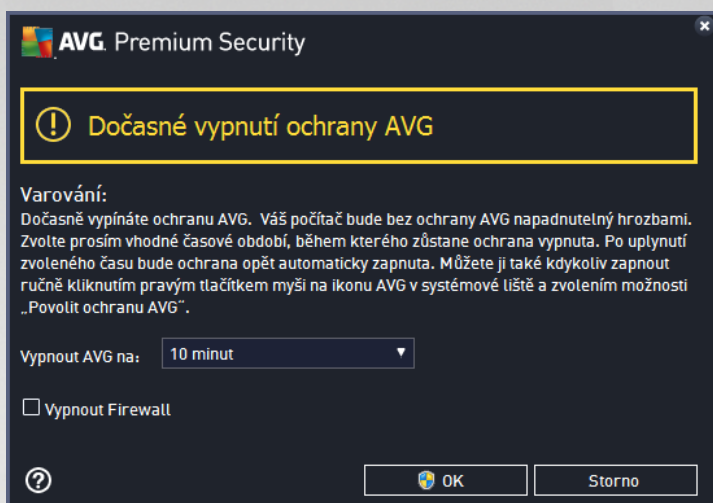 AVG. Premium Security
Dočasné vypnutí ochrany AVG
Varování:
Dočasně vypínáte ochranu AVG. Váš počítač bude bez ochrany AVG napadnutelný hrozbami.
Zvolte prosím vhodné časové období, během kterého zůstane ochrana vypnuta. Po uplynutí
zvoleného času bude ochrana opět automaticky zapnuta. Můžete ji také kdykoliv zapnout
ručně kliknutím pravým tlačítkem myši na ikonu AVG v systémové liště a zvolením možnosti
„Povolit ochranu AVG“.
Vypnout AVG na: 10 minut
Vypnout Firewall
OK Storno